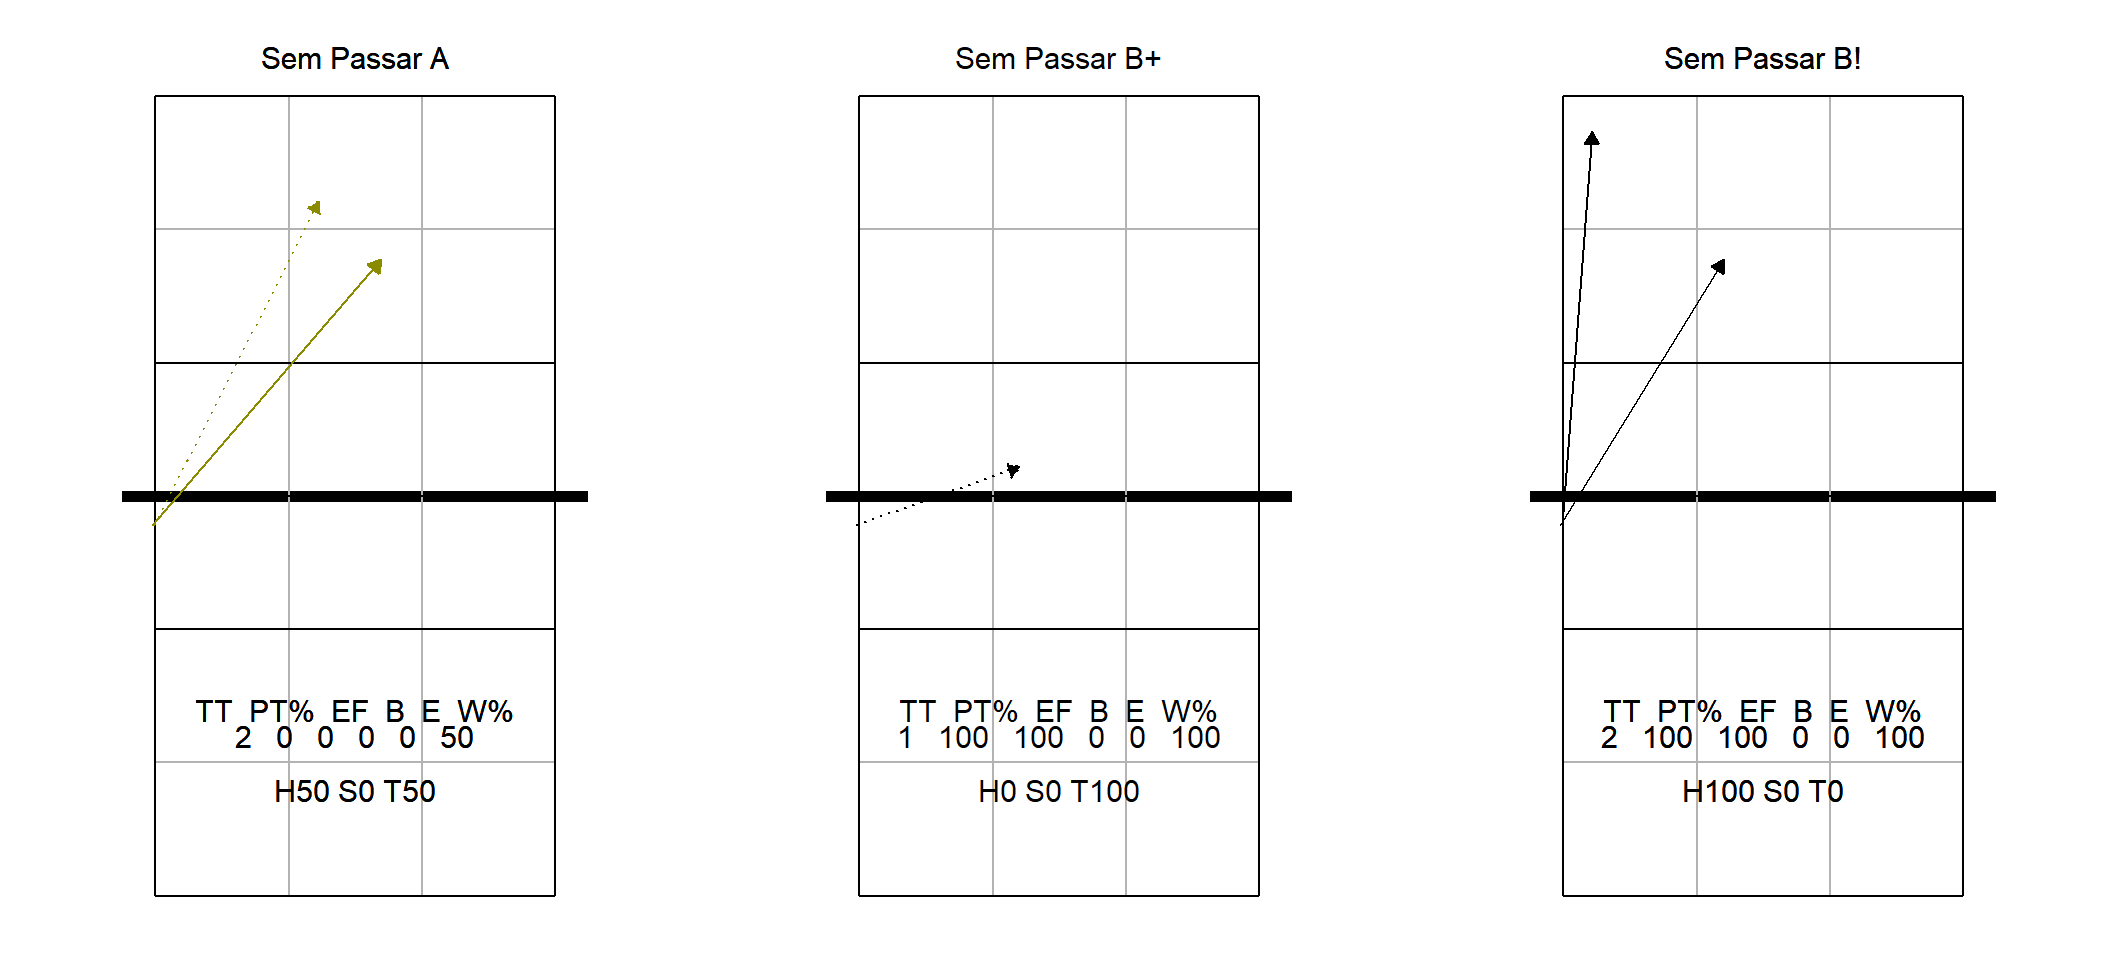 Sem Passar A
TT PT% EF B E W%
2 0 0 0 0 50
H50 S0 T50
Sem Passar B+
TT PT% EF B E W%
1 100 100 0 0 100
H0 S0 T100
Sem Passar B!
TT PT% EF B E W%
2 100 100 0 0 100
H100 S0 T0